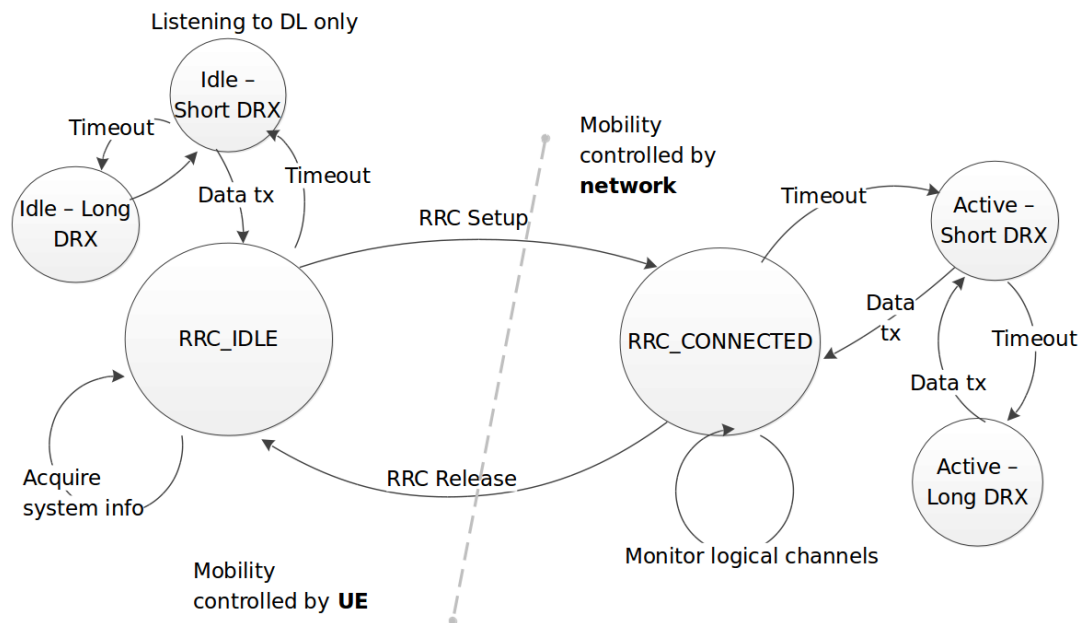 Listening to DL only
Idle –
Short DRX
Timeout
Idle – Long
DRX
Data tx
Timeout
RRC_IDLE
Acquire
system info
RRC Setup
RRC Release
Mobility
controlled by UE
Mobility
controlled by
network
RRC_CONNECTED
Timeout
Active –
Short DRX
Data
tx
Timeout
Data tx
Active –
Long DRX
Monitor logical channels